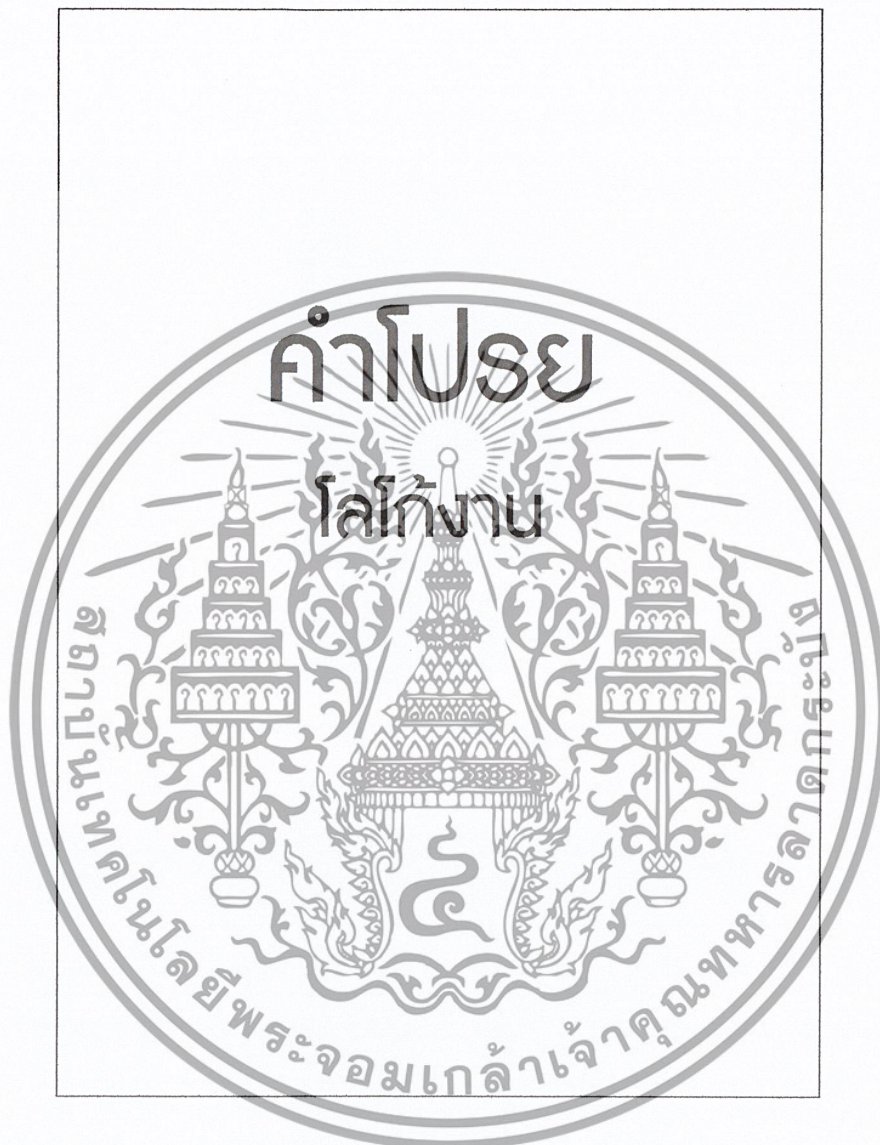 คำโปรย
โลโก้งาน
สถาบันเทคโนโลยีพระจอมเกล้าเจ้าคุณทหารลาดกระบัง